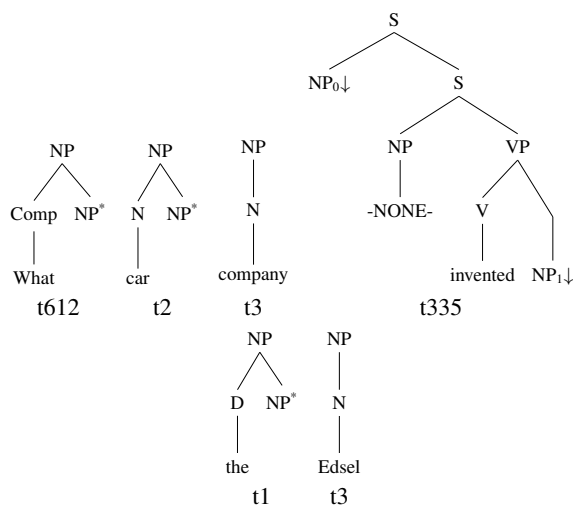 S
NP₀↓ S
NP NP NP NP VP
Comp NP* N NP* N -NONE- V
What car company invented NP₁↓
t612 t2 t3 t335
NP NP
D NP* N
the Edsel
t1 t3